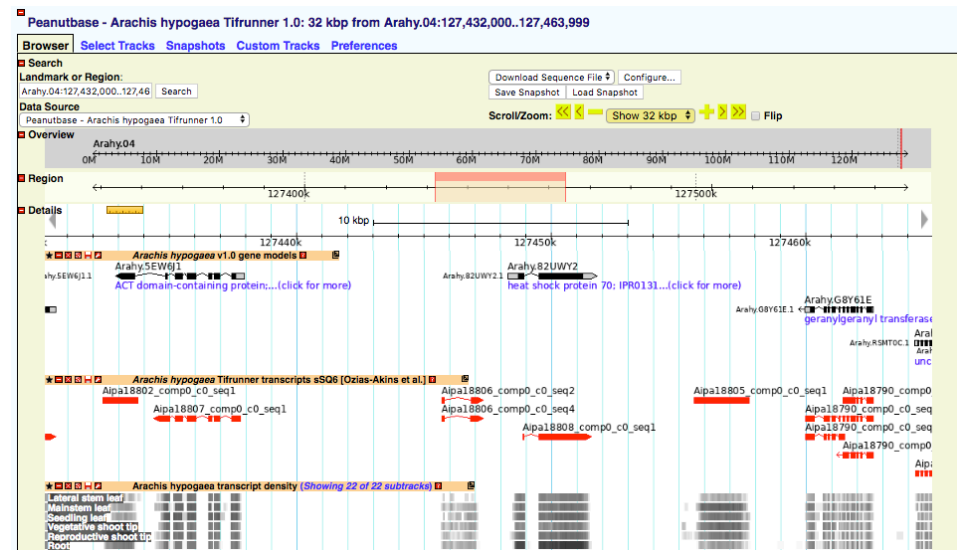 Peanutbase - Arachis hypogaea Tifrunner 1.0: 32 kbp from Arahy.04:127,432,000..127,463,999
Browser Select Tracks Snapshots Custom Tracks Preferences
Search
Landmark or Region:
Arahy.04:127,432,000..127,46 Search
Download Sequence File Configure...
Save Snapshot Load Snapshot
Data Source
Peanutbase - Arachis hypogaea Tifrunner 1.0
Scroll/Zoom: Show 32 kbp Flip
Overview
Arahy.04
0M 10M 20M 30M 40M 50M 60M 70M 80M 90M 100M 110M 120M
Region
127400k 127500k
Details
10 kbp
127440k 127450k 127460k
Arachis hypogaea v1.0 gene models
Arahy.5EW6J1 Arahy.82UWY2
hy.5EW6J1.1 Arahy.82UWY2.1
ACT domain-containing protein;...(click for more) heat shock protein 70; IPR0131...(click for more)
Arahy.G8Y61E
Arahy.G8Y61E.1
geranylgeranyl transferase
Aral
Arahy.RSMT0C.1
Arah
unc
Arachis hypogaea Tifrunner transcripts sSQ6 [Ozias-Akins et al.]
Aipa18802_comp0_c0_seq1 Aipa18806_comp0_c0_seq2 Aipa18805_comp0_c0_seq1 Aipa18790_comp0
Aipa18807_comp0_c0_seq1 Aipa18806_comp0_c0_seq4 Aipa18790_comp0_c0_seq
Aipa18808_comp0_c0_seq1 Aipa18790_comp0_c0_seq
Aipa18790_comp0
Aipa
Arachis hypogaea transcript density (Showing 22 of 22 subtracks)
Lateral stem leaf
Mainstem leaf
Seedling leaf
Vegetative shoot tip
Reproductive shoot tip
Root